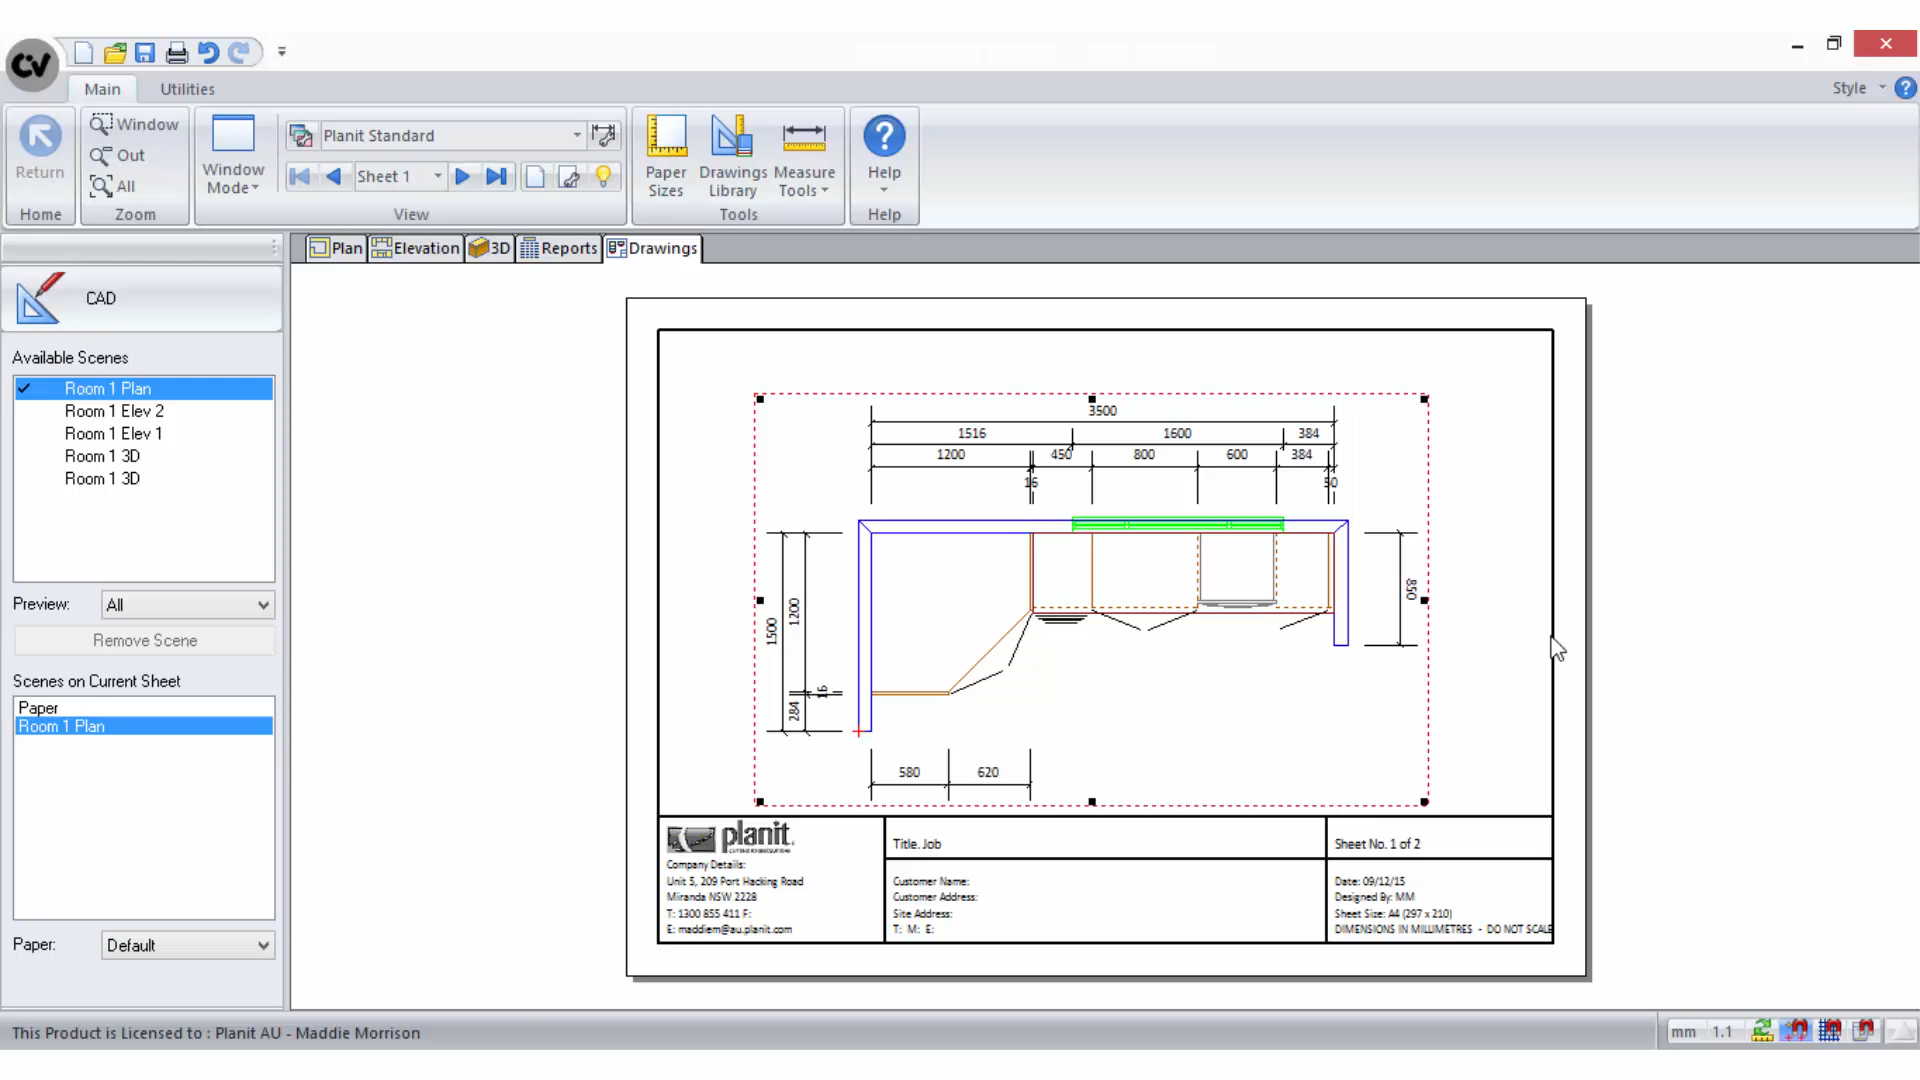 CV
Main
Utilities
Style
Return
Home
Window
Out
All
Zoom
Window
Mode
Planit Standard
Sheet 1
View
Paper
Sizes
Drawings
Library
Measure
Tools
Tools
Help
Help
Plan
Elevation
3D
Reports
Drawings
CAD
Available Scenes
Room 1 Plan
Room 1 Elev 2
Room 1 Elev 1
Room 1 3D
Room 1 3D
Preview:
All
Remove Scene
Scenes on Current Sheet
Paper
Room 1 Plan
Paper:
Default
3500
1516
1600
384
1200
450
800
600
384
16
50
1500
1200
16
284
850
580
620
planit
Company Details:
Unit 5, 209 Port Hacking Road
Miranda NSW 2228
T: 1300 855 411 F:
E: maddiem@au.planit.com
Title. Job
Customer Name:
Customer Address:
Site Address:
T: M: E:
Sheet No. 1 of 2
Date: 09/12/15
Designed By: MM
Sheet Size: A4 (297 x 210)
DIMENSIONS IN MILLIMETRES - DO NOT SCALE
This Product is Licensed to : Planit AU - Maddie Morrison
mm
1.1